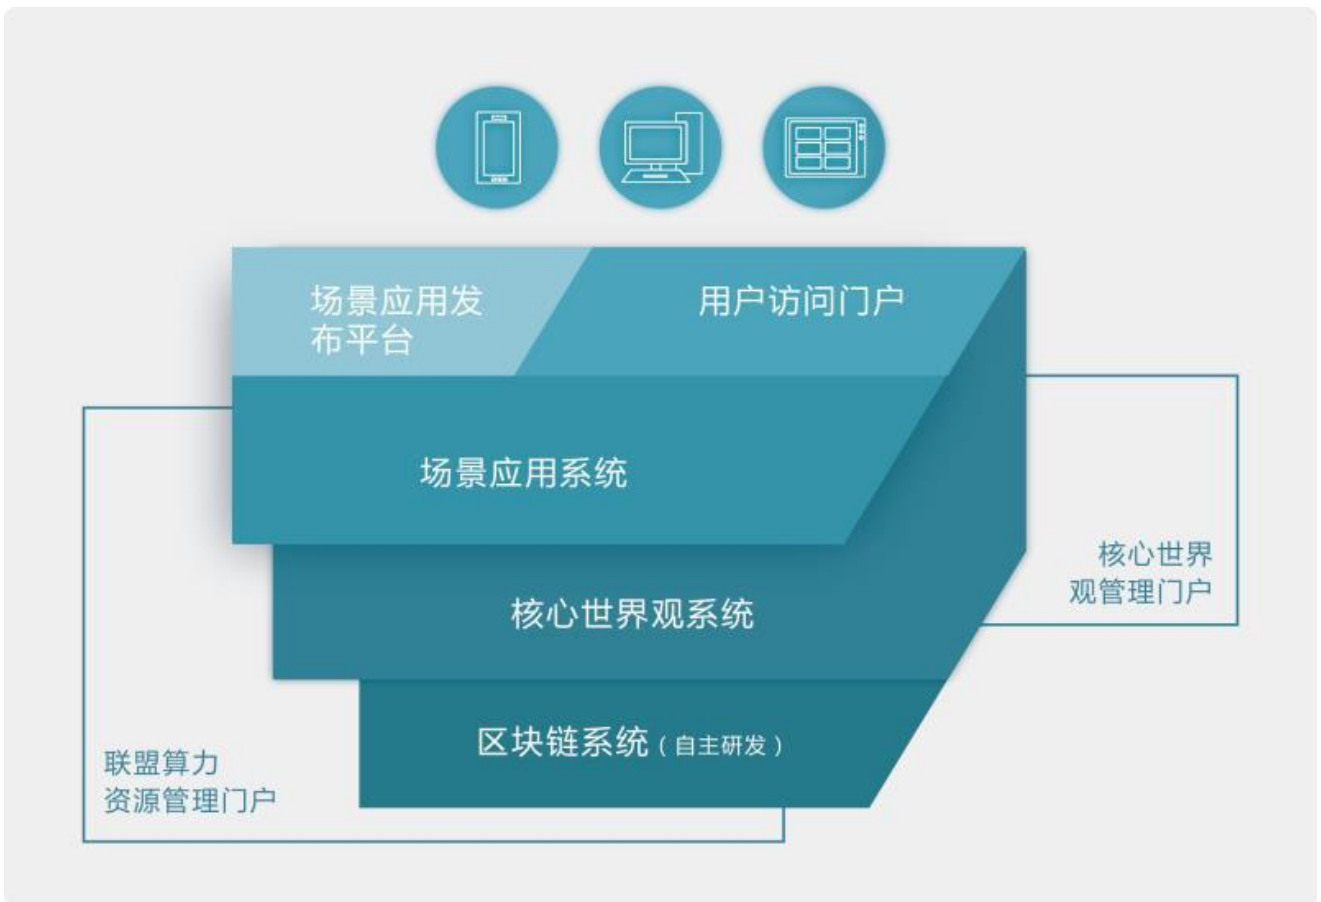 场景应用发
布平台
用户访问门户
场景应用系统
核心世界
观管理门户
核心世界观系统
区块链系统(自主研发)
联盟算力
资源管理门户